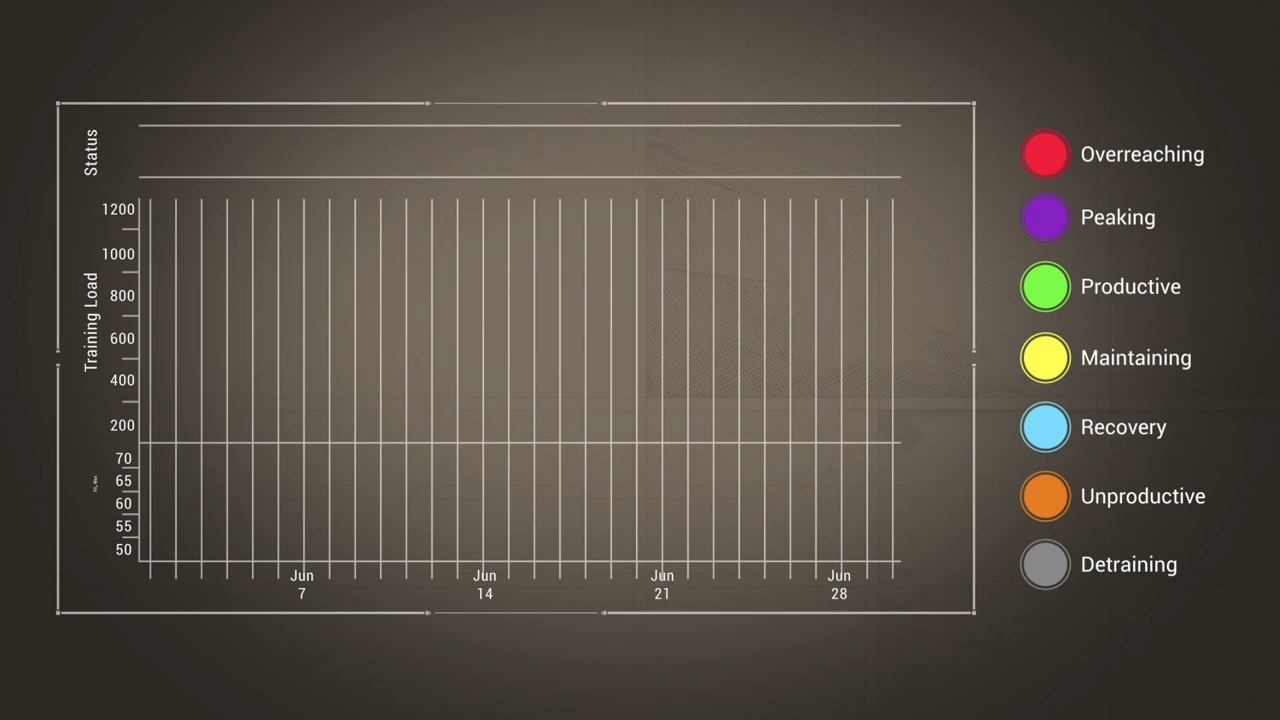 Status
Training Load
1200
1000
800
600
400
200
70
65
60
55
50
Jun
7
Jun
14
Jun
21
Jun
28
Overreaching
Peaking
Productive
Maintaining
Recovery
Unproductive
Detraining